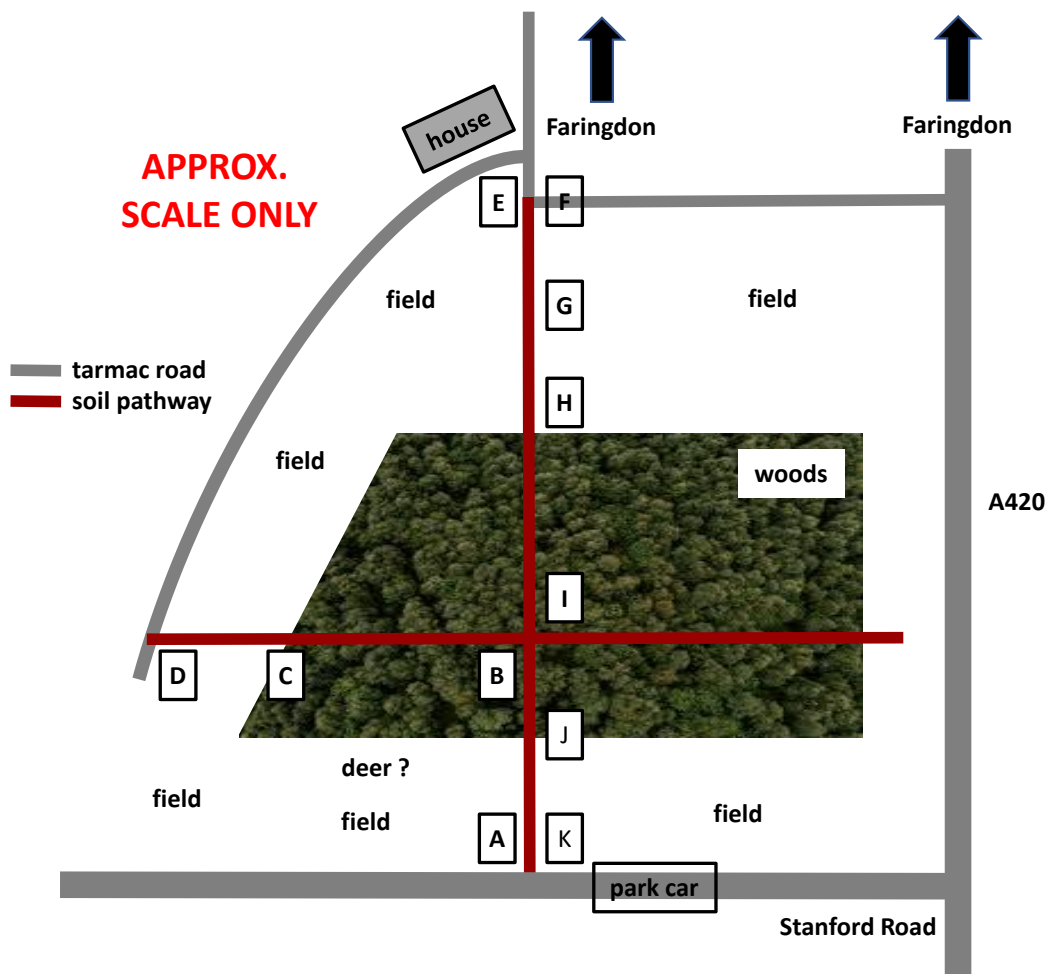 house
Faringdon
Faringdon
APPROX.
SCALE ONLY
E
F
field
G
field
tarmac road
soil pathway
H
field
woods
A420
I
D
C
B
J
deer ?
field
field
A
K
field
park car
Stanford Road